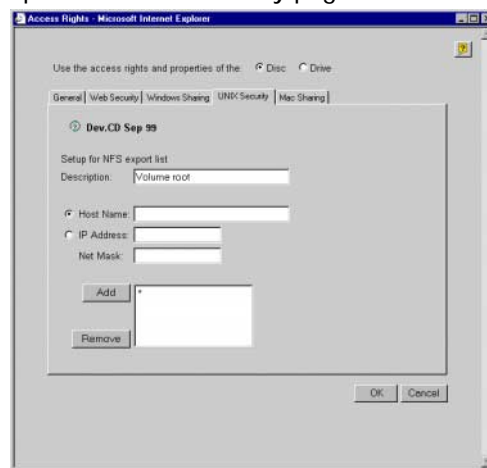 Access Rights - Microsoft Internet Explorer
?
Use the access rights and properties of the: Disc Drive
General Web Security Windows Sharing UNIX Security Mac Sharing
Dev.CD Sep 99
Setup for NFS export list
Description: Volume root
Host Name:
IP Address:
Net Mask:
Add *
Remove
OK Cancel